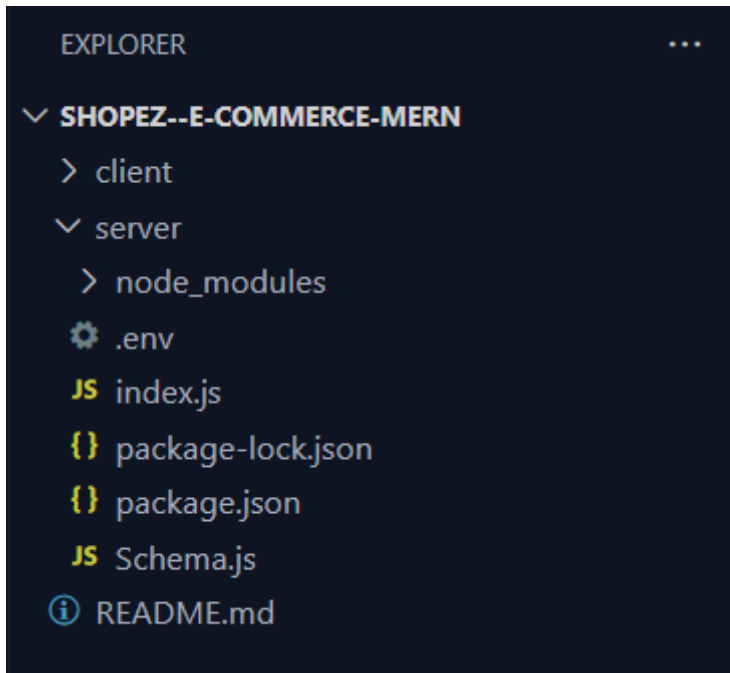 EXPLORER ...
SHOPEZ--E-COMMERCE-MERN
client
server
node_modules
.env
JS index.js
{} package-lock.json
{} package.json
JS Schema.js
README.md